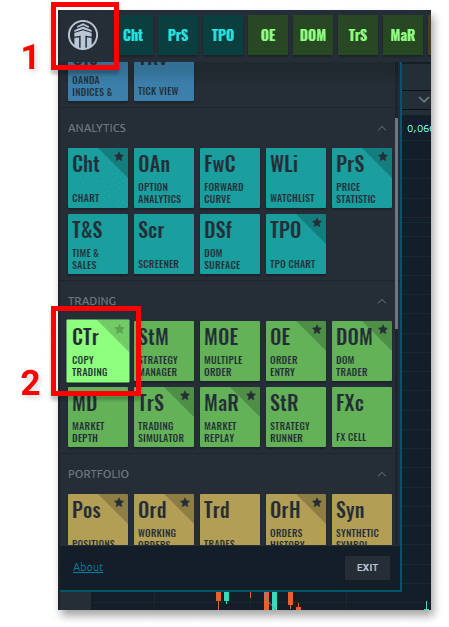 1
Cht PrS TPO OE DOM TrS MaR
OANDA
INDICES &
TICK VIEW
ANALYTICS
Cht OAn FwC WLi PrS
CHART
OPTION
ANALYTICS
FORWARD
CURVE
WATCHLIST
PRICE
STATISTIC
T&S Scr DSf TPO
TIME &
SALES
SCREENER
DOM
SURFACE
TPO CHART
TRADING
2
CTr StM MOE OE DOM
COPY
TRADING
STRATEGY
MANAGER
MULTIPLE
ORDER
ORDER
ENTRY
DOM
TRADER
MD TrS MaR StR FXc
MARKET
DEPTH
TRADING
SIMULATOR
MARKET
REPLAY
STRATEGY
RUNNER
FX CELL
PORTFOLIO
Pos Ord Trd OrH Syn
POSITIONS
WORKING
ORDERS
TRADES
ORDERS
HISTORY
SYNTHETIC
SYMBOL
About
EXIT